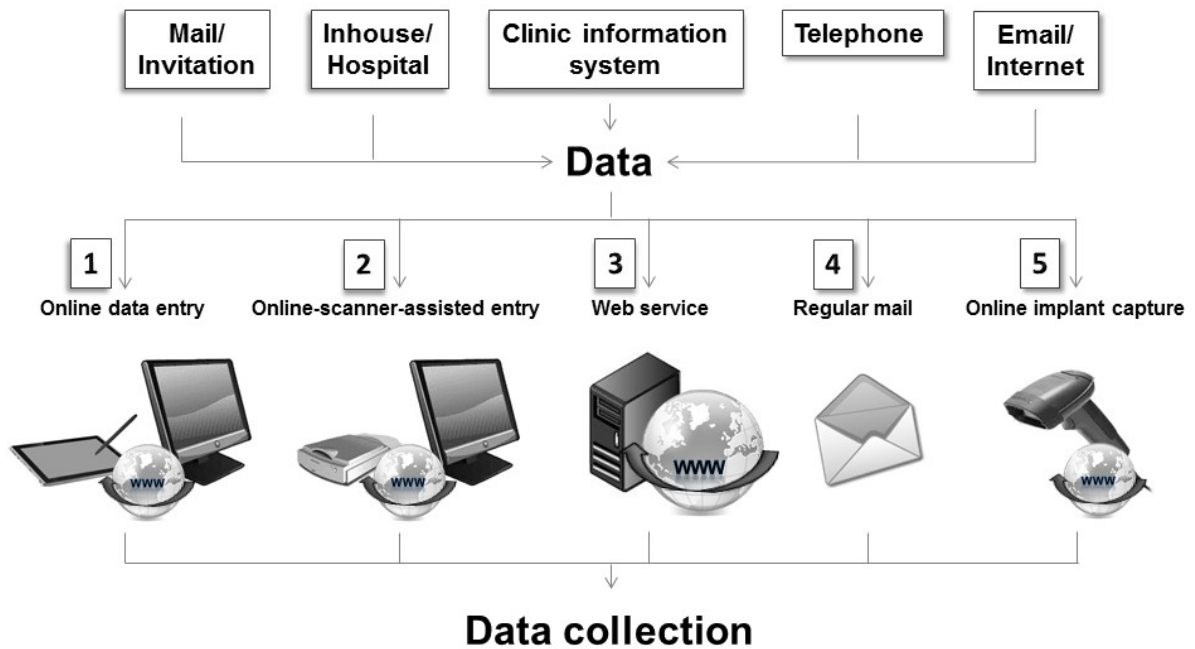 Mail/
Invitation
Inhouse/
Hospital
Clinic information
system
Telephone
Email/
Internet
Data
1
2
3
4
5
Online data entry
Online-scanner-assisted entry
Web service
Regular mail
Online implant capture
www
www
www
www
Data collection